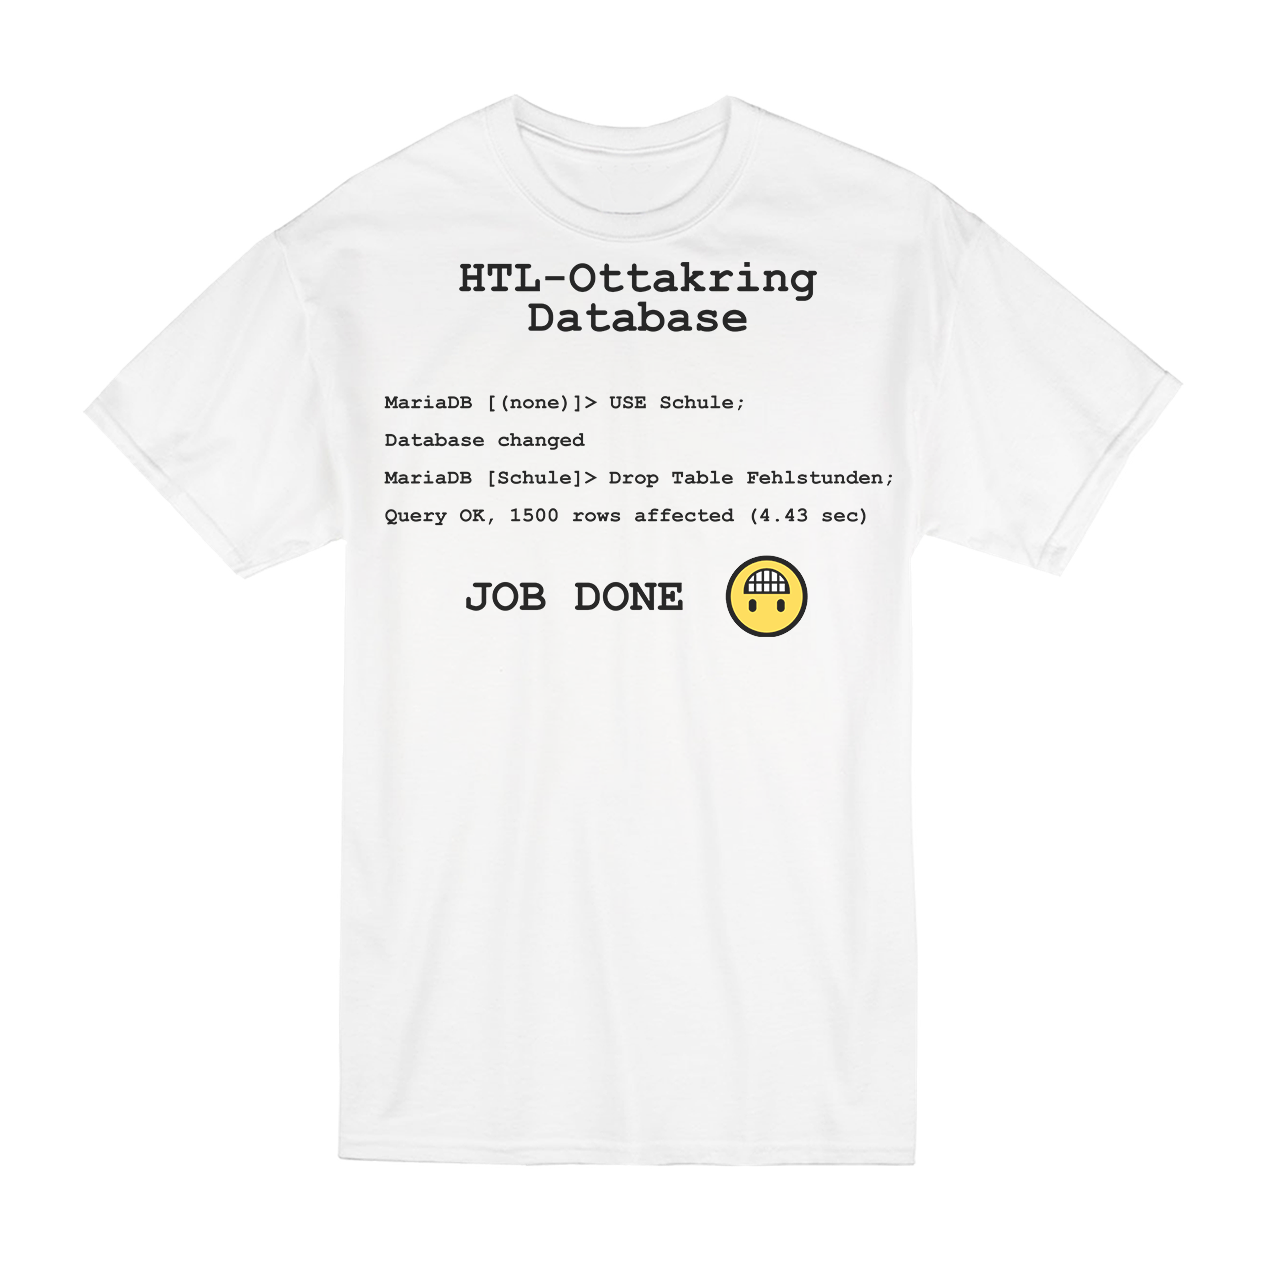 HTL-Ottakring
Database
MariaDB [(none)]> USE Schule;
Database changed
MariaDB [Schule]> Drop Table Fehlstunden;
Query OK, 1500 rows affected (4.43 sec)
JOB DONE